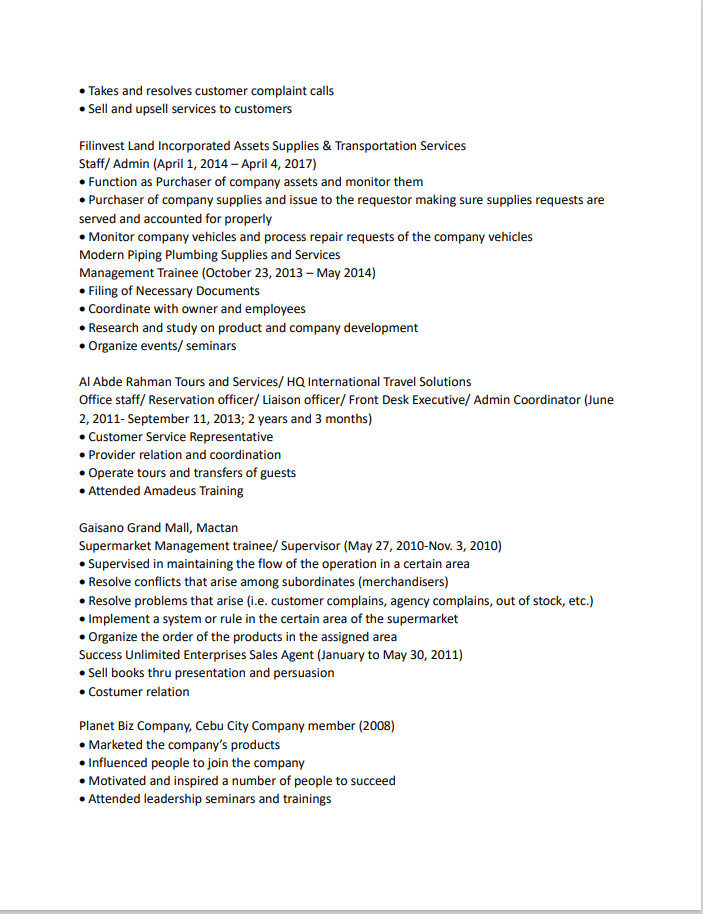 • Takes and resolves customer complaint calls
• Sell and upsell services to customers
Filinvest Land Incorporated Assets Supplies & Transportation Services
Staff/ Admin (April 1, 2014 – April 4, 2017)
• Function as Purchaser of company assets and monitor them
• Purchaser of company supplies and issue to the requestor making sure supplies requests are
served and accounted for properly
• Monitor company vehicles and process repair requests of the company vehicles
Modern Piping Plumbing Supplies and Services
Management Trainee (October 23, 2013 – May 2014)
• Filing of Necessary Documents
• Coordinate with owner and employees
• Research and study on product and company development
• Organize events/ seminars
Al Abde Rahman Tours and Services/ HQ International Travel Solutions
Office staff/ Reservation officer/ Liaison officer/ Front Desk Executive/ Admin Coordinator (June
2, 2011- September 11, 2013; 2 years and 3 months)
• Customer Service Representative
• Provider relation and coordination
• Operate tours and transfers of guests
• Attended Amadeus Training
Gaisano Grand Mall, Mactan
Supermarket Management trainee/ Supervisor (May 27, 2010-Nov. 3, 2010)
• Supervised in maintaining the flow of the operation in a certain area
• Resolve conflicts that arise among subordinates (merchandisers)
• Resolve problems that arise (i.e. customer complains, agency complains, out of stock, etc.)
• Implement a system or rule in the certain area of the supermarket
• Organize the order of the products in the assigned area
Success Unlimited Enterprises Sales Agent (January to May 30, 2011)
• Sell books thru presentation and persuasion
• Costumer relation
Planet Biz Company, Cebu City Company member (2008)
• Marketed the company's products
• Influenced people to join the company
• Motivated and inspired a number of people to succeed
• Attended leadership seminars and trainings